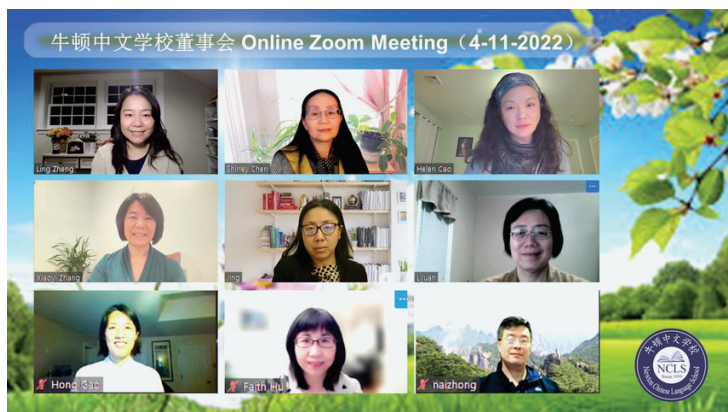 牛顿中文学校董事会 Online Zoom Meeting（4-11-2022）
Ling Zheng
Shirley Chen
Helen Cao
Xiaoyi Zhang
Jing
Lijuan
Hong Gao
Faith Hu
naizhong
牛顿中文学校
NCLS
Since 1959
Newton Chinese Language School